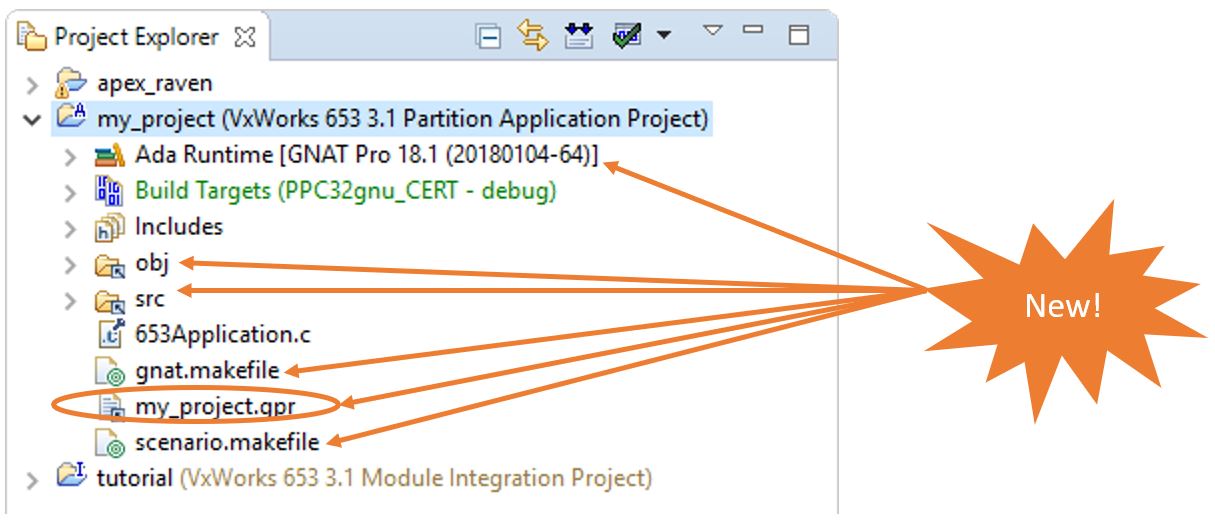 Project Explorer
apex_raven
my_project (VxWorks 653 3.1 Partition Application Project)
Ada Runtime [GNAT Pro 18.1 (20180104-64)]
Build Targets (PPC32gnu_CERT - debug)
Includes
obj
src
653Application.c
gnat.makefile
my_project.gpr
scenario.makefile
tutorial (VxWorks 653 3.1 Module Integration Project)
New!